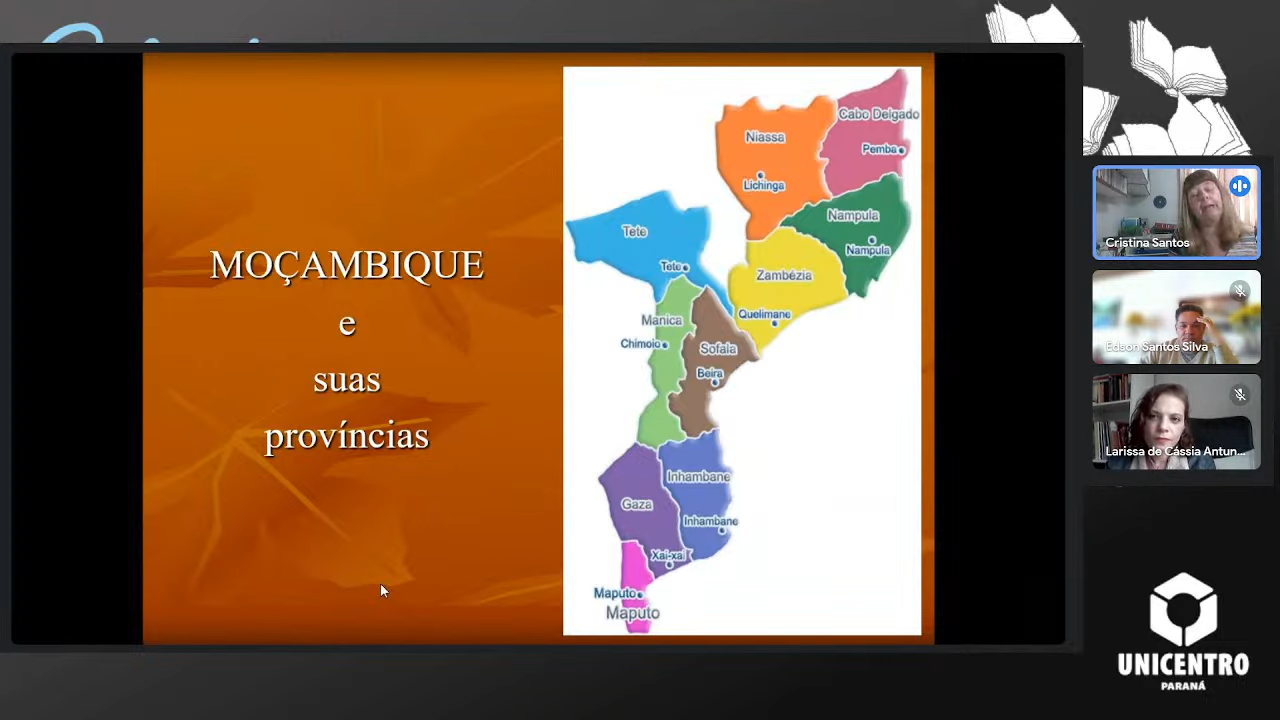 MOÇAMBIQUE
e
suas
províncias
Cabo Delgado
Niassa
Pemba
Lichinga
Nampula
Tete
Nampula
Tete
Zambézia
Quelimane
Manica
Chimoio
Sofala
Beira
Inhambane
Gaza
Inhambane
Xai-xai
Maputo
Maputo
Cristina Santos
Edson Santos Silva
Larissa de Cássia Antun...
UNICENTRO
PARANÁ